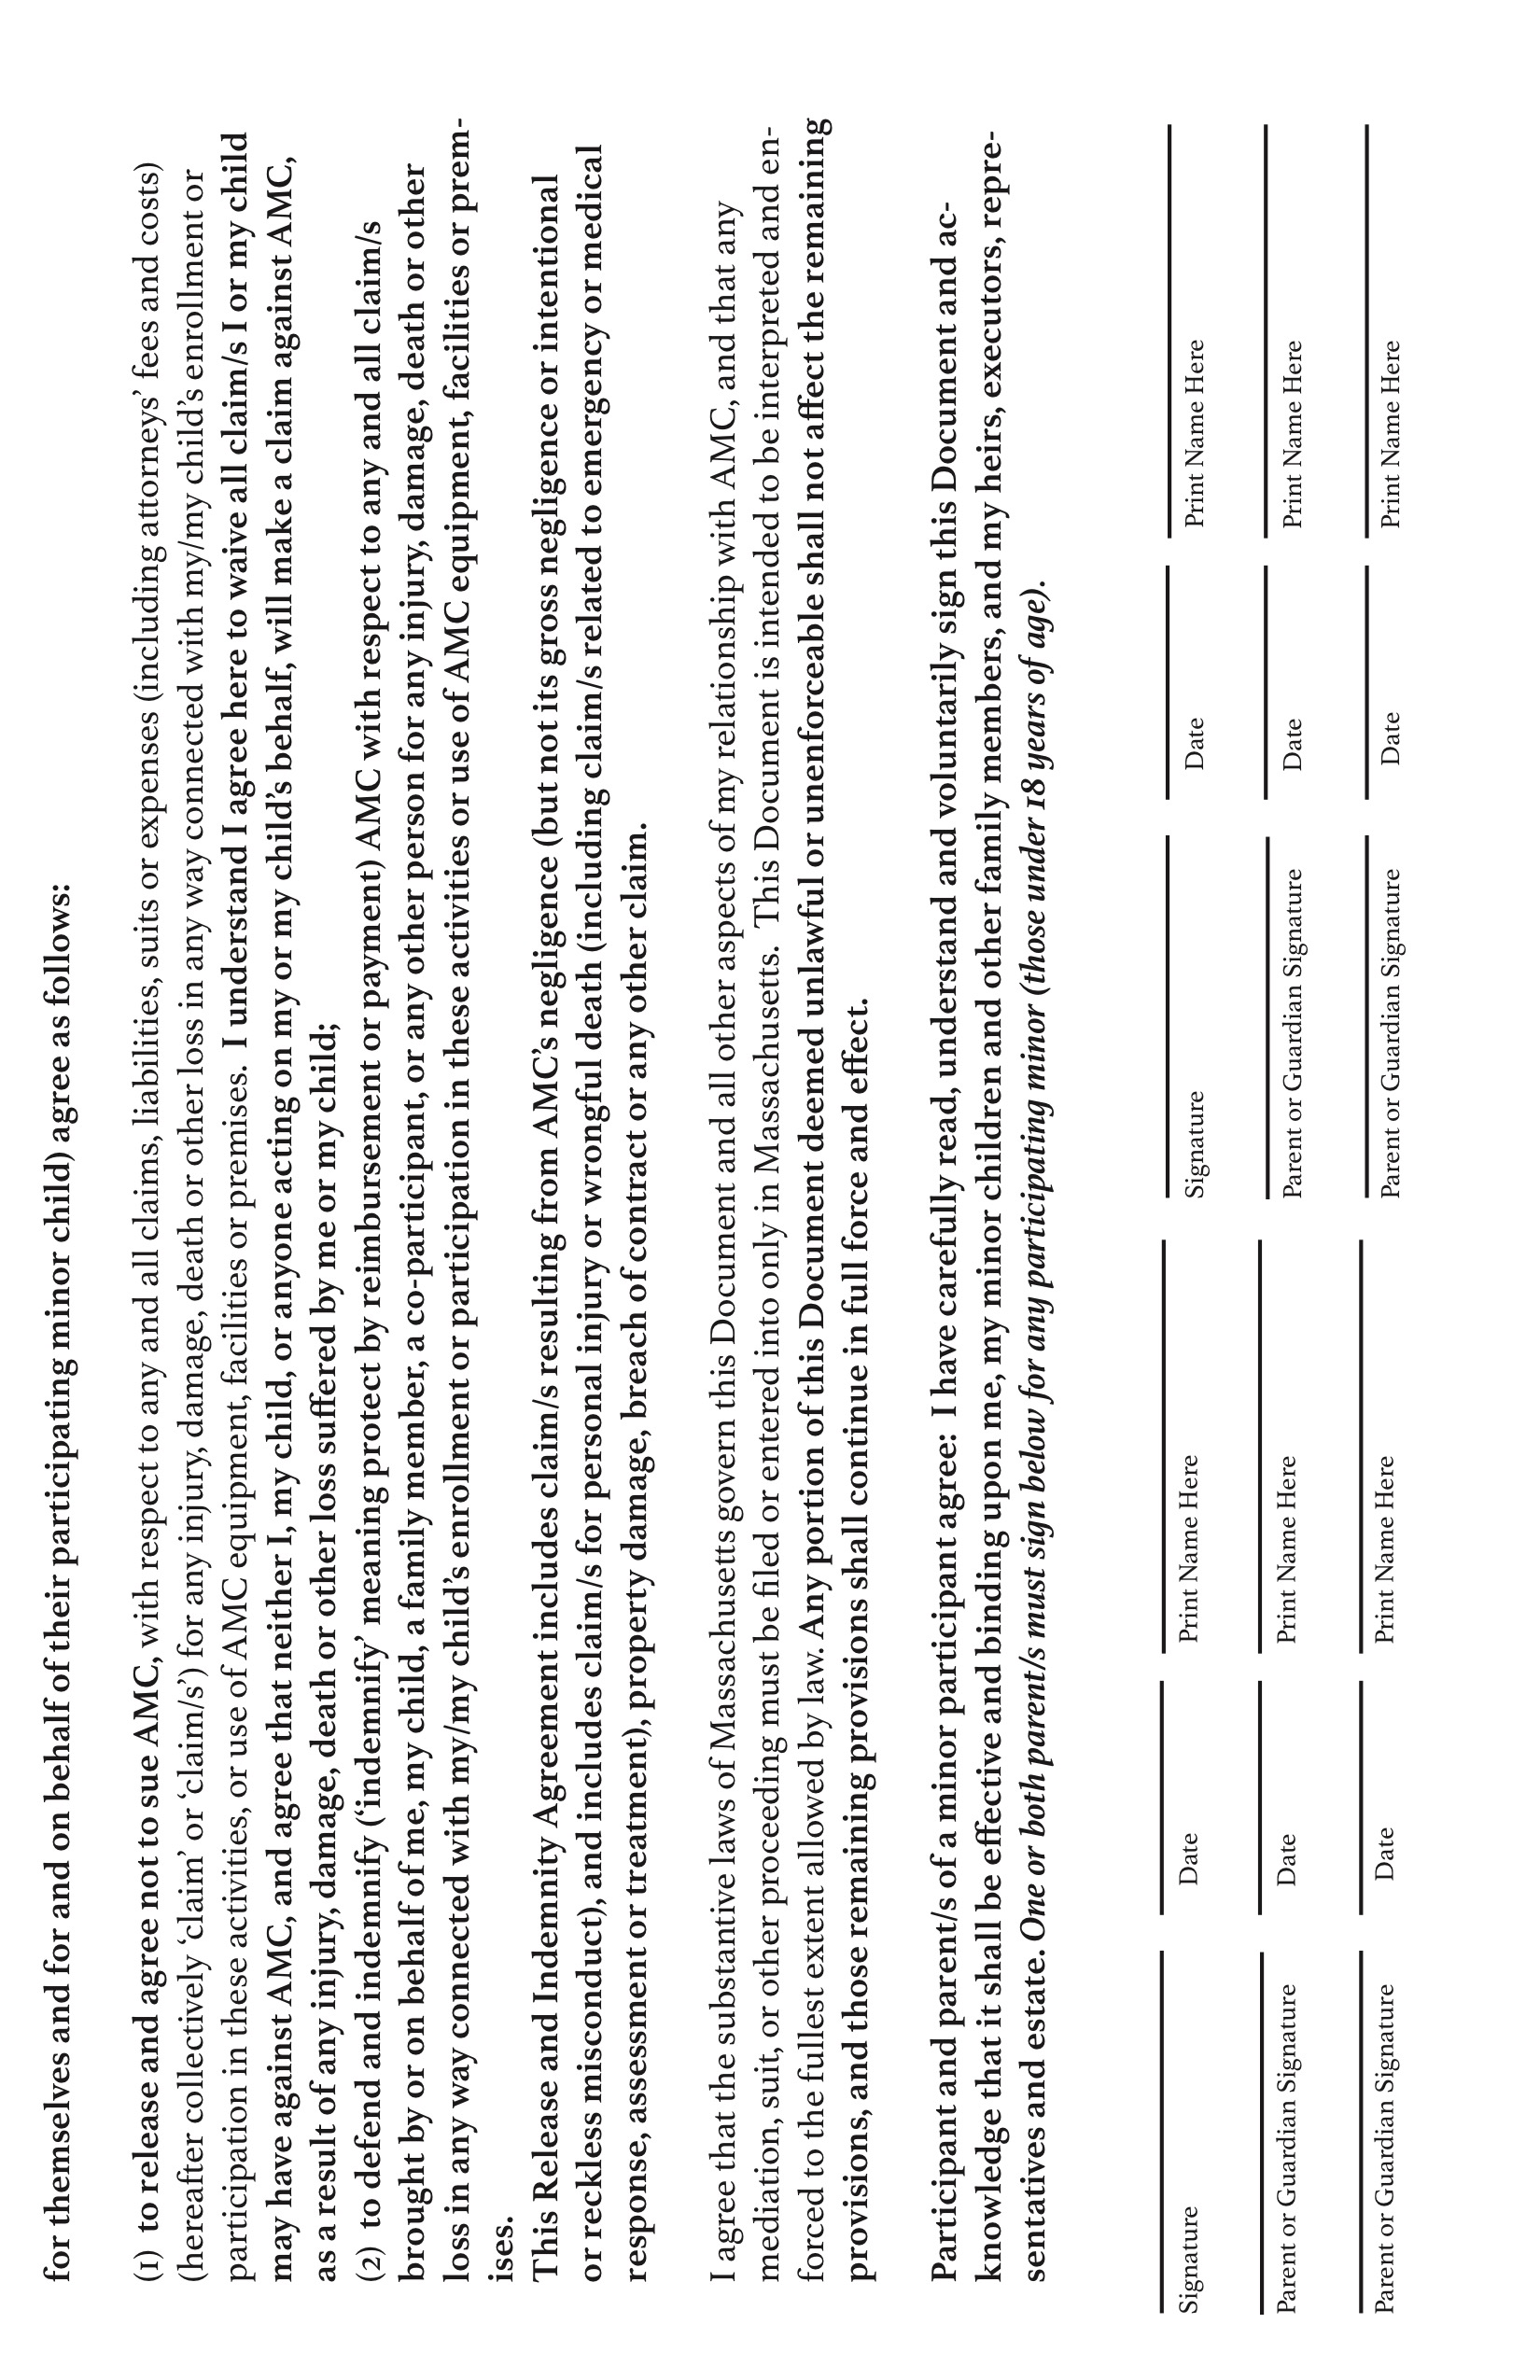 for themselves and for and on behalf of their participating minor child) agree as follows:
(1) to release and agree not to sue AMC, with respect to any and all claims, liabilities, suits or expenses (including attorneys’ fees and costs)
(hereafter collectively ‘claim’ or ‘claim/s’) for any injury, damage, death or other loss in any way connected with my/my child’s enrollment or
participation in these activities, or use of AMC equipment, facilities or premises. I understand I agree here to waive all claim/s I or my child
may have against AMC, and agree that neither I, my child, or anyone acting on my or my child’s behalf, will make a claim against AMC,
as a result of any injury, damage, death or other loss suffered by me or my child;
(2) to defend and indemnify (‘indemnify’ meaning protect by reimbursement or payment) AMC with respect to any and all claim/s
brought by or on behalf of me, my child, a family member, a co-participant, or any other person for any injury, damage, death or other
loss in any way connected with my/my child’s enrollment or participation in these activities or use of AMC equipment, facilities or prem-
ises.
This Release and Indemnity Agreement includes claim/s resulting from AMC’s negligence (but not its gross negligence or intentional
or reckless misconduct), and includes claim/s for personal injury or wrongful death (including claim/s related to emergency or medical
response, assessment or treatment), property damage, breach of contract or any other claim.
I agree that the substantive laws of Massachusetts govern this Document and all other aspects of my relationship with AMC, and that any
mediation, suit, or other proceeding must be filed or entered into only in Massachusetts. This Document is intended to be interpreted and en-
forced to the fullest extent allowed by law. Any portion of this Document deemed unlawful or unenforceable shall not affect the remaining
provisions, and those remaining provisions shall continue in full force and effect.
Participant and parent/s of a minor participant agree: I have carefully read, understand and voluntarily sign this Document and ac-
knowledge that it shall be effective and binding upon me, my minor children and other family members, and my heirs, executors, repre-
sentatives and estate. One or both parent/s must sign below for any participating minor (those under 18 years of age).
Signature Date Print Name Here Signature Date Print Name Here
Parent or Guardian Signature Date Print Name Here Parent or Guardian Signature Date Print Name Here
Parent or Guardian Signature Date Print Name Here Parent or Guardian Signature Date Print Name Here